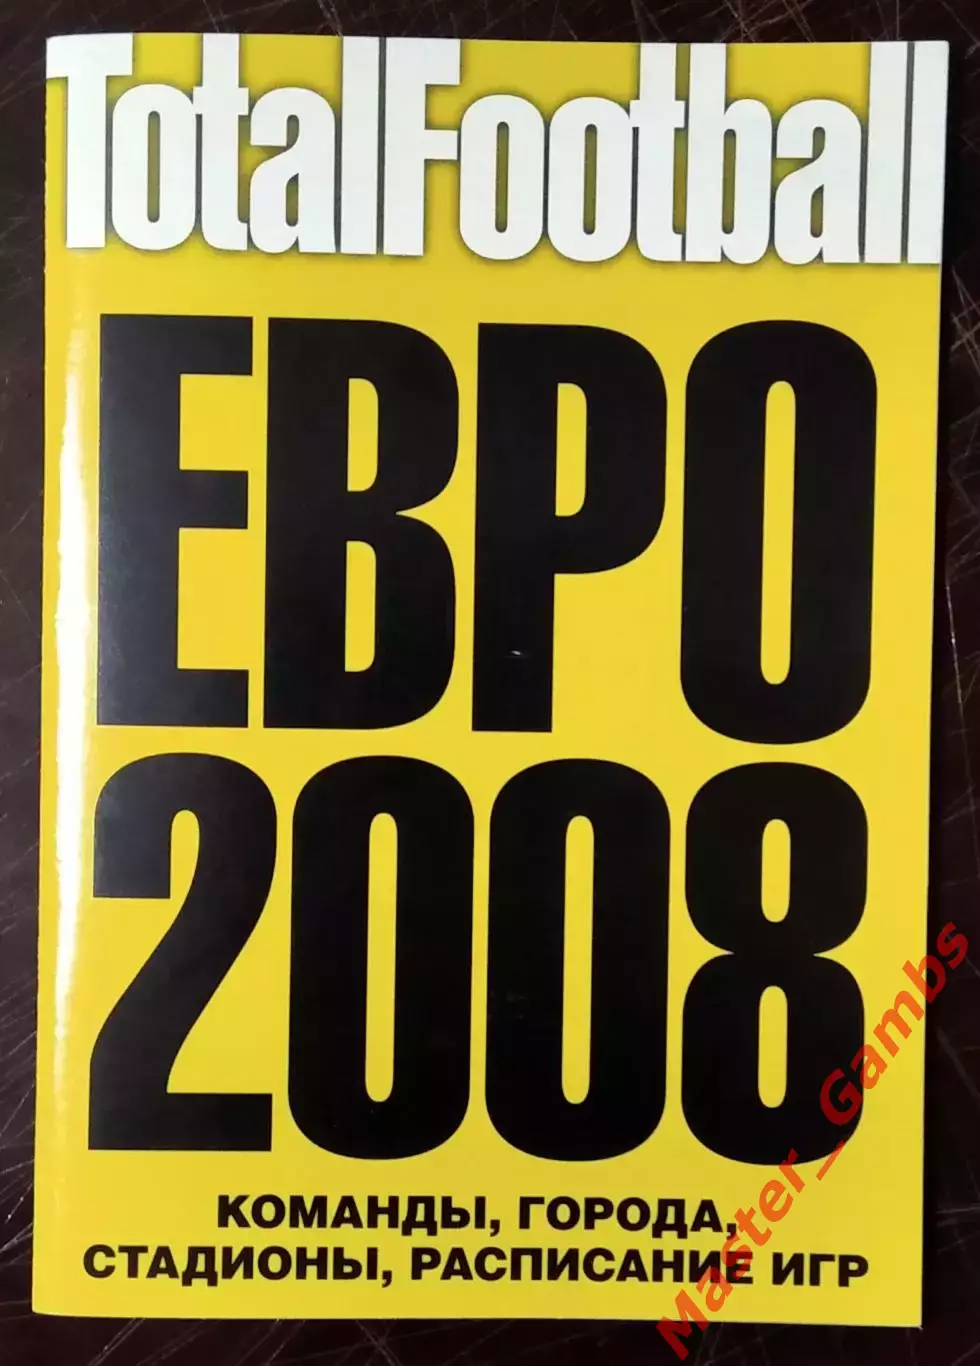 TotalFootball
ЕВРО
2008
КОМАНДЫ, ГОРОДА,
СТАДИОНЫ, РАСПИСАНИЕ ИГР
Master_Gambs